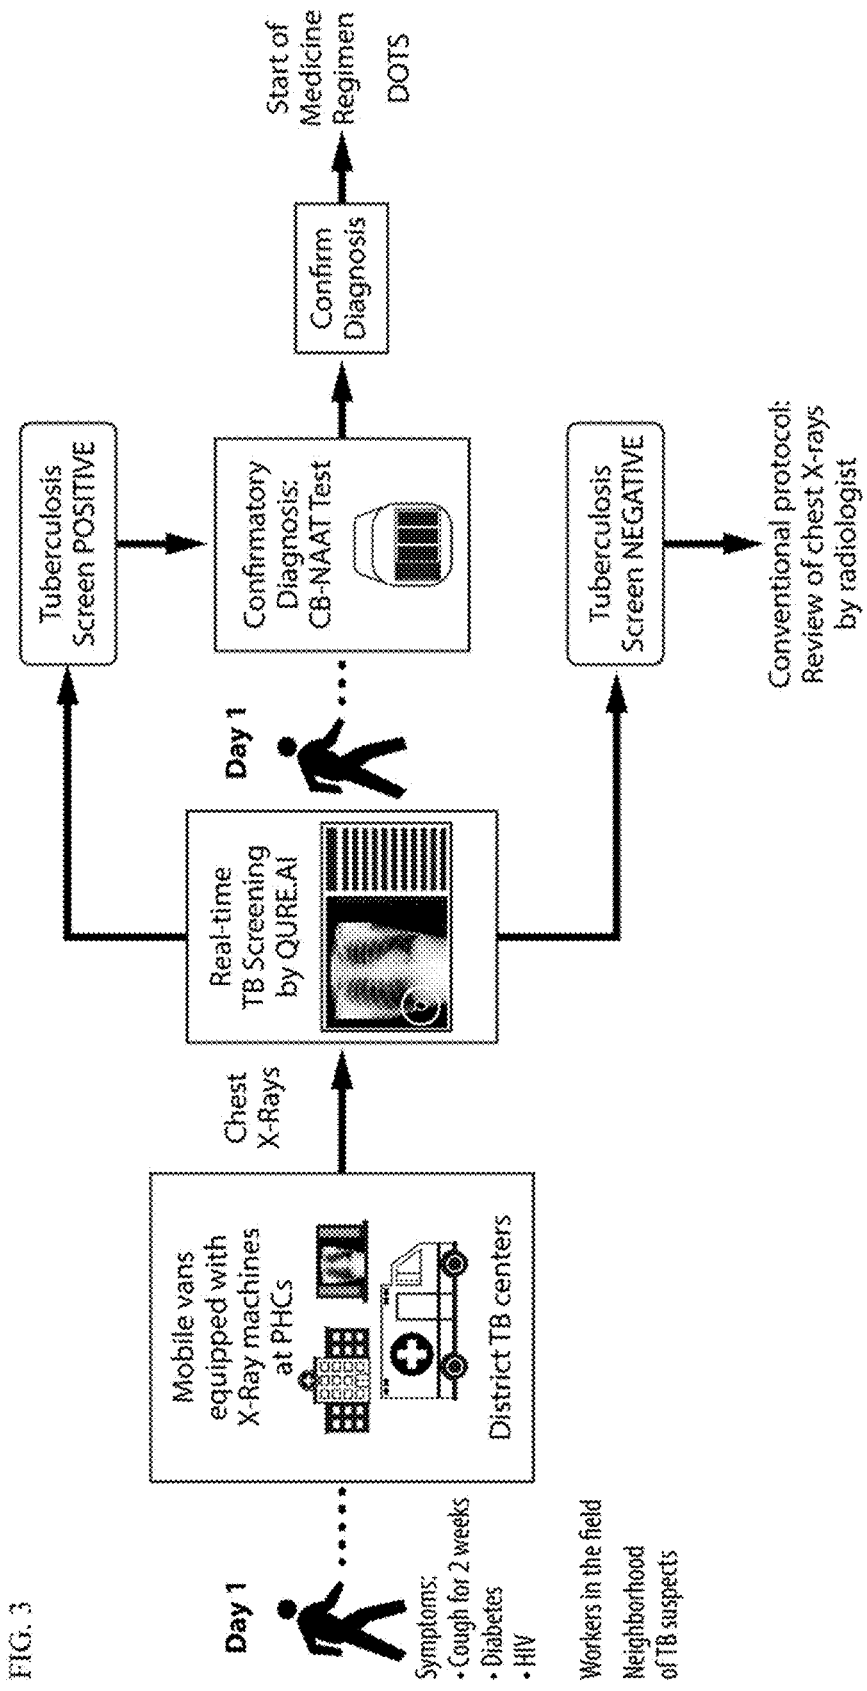 FIG. 3
Day 1
Symptoms:
• Cough for 2 weeks
• Diabetes
• HIV
Workers in the field
Neighborhood
of TB suspects
Mobile vans
equipped with
X-Ray machines
at PHCs
District TB centers
Chest
X-Rays
Real-time
TB Screening
by QURE.AI
Day 1
Tuberculosis
Screen POSITIVE
Confirmatory
Diagnosis:
CB-NAAT Test
Tuberculosis
Screen NEGATIVE
Conventional protocol:
Review of chest X-rays
by radiologist
Confirm
Diagnosis
Start of
Medicine
Regimen
DOTS